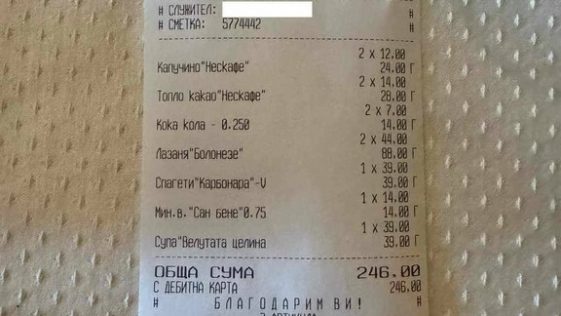 # СЛУЖИТЕЛ: #
# СМЕТКА: 5774442
2 x 12.00
Капучино"Нескафе" 24.00 Г
2 x 14.00
Топло какао"Нескафе" 28.00 Г
2 x 7.00
Кока кола - 0.250 14.00 Г
2 x 44.00
Лазаня"Болонезе" 88.00 Г
1 x 39.00
Спагети"Карбонара"-V 39.00 Г
1 x 14.00
Мин.в."Сан бене"0.75 14.00 Г
1 x 39.00
Супа"Велутата целина 39.00 Г
ОБЩА СУМА 246.00
С ДЕБИТНА КАРТА 246.00
# БЛАГОДАРИМ ВИ! #